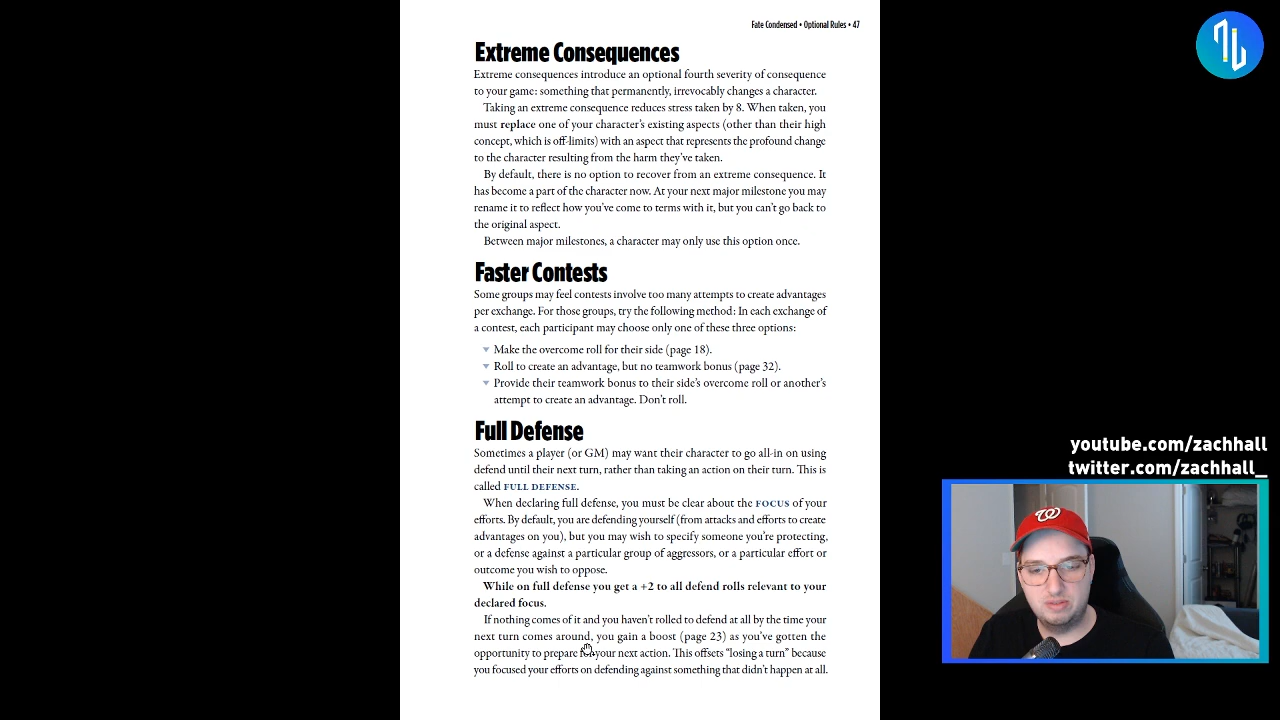 Fate Condensed • Optional Rules • 47
Extreme Consequences
Extreme consequences introduce an optional fourth severity of consequence
to your game: something that permanently, irrevocably changes a character.
Taking an extreme consequence reduces stress taken by 8. When taken, you
must replace one of your character's existing aspects (other than their high
concept, which is off-limits) with an aspect that represents the profound change
to the character resulting from the harm they've taken.
By default, there is no option to recover from an extreme consequence. It
has become a part of the character now. At your next major milestone you may
rename it to reflect how you've come to terms with it, but you can't go back to
the original aspect.
Between major milestones, a character may only use this option once.
Faster Contests
Some groups may feel contests involve too many attempts to create advantages
per exchange. For those groups, try the following method: In each exchange of
a contest, each participant may choose only one of these three options:
Make the overcome roll for their side (page 18).
Roll to create an advantage, but no teamwork bonus (page 32).
Provide their teamwork bonus to their side's overcome roll or another's
attempt to create an advantage. Don't roll.
Full Defense
Sometimes a player (or GM) may want their character to go all-in on using
defend until their next turn, rather than taking an action on their turn. This is
called FULL DEFENSE.
When declaring full defense, you must be clear about the FOCUS of your
efforts. By default, you are defending yourself (from attacks and efforts to create
advantages on you), but you may wish to specify someone you're protecting,
or a defense against a particular group of aggressors, or a particular effort or
outcome you wish to oppose.
While on full defense you get a +2 to all defend rolls relevant to your
declared focus.
If nothing comes of it and you haven't rolled to defend at all by the time your
next turn comes around, you gain a boost (page 23) as you've gotten the
opportunity to prepare for your next action. This offsets "losing a turn" because
you focused your efforts on defending against something that didn't happen at all.
youtube.com/zachhall
twitter.com/zachhall_
W